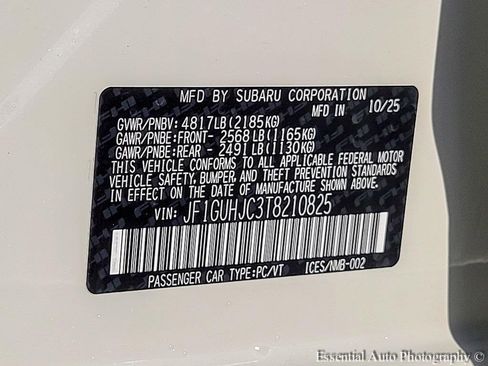 MFD BY SUBARU CORPORATION
MFD IN 10/25
GVWR/PNBV: 4817LB(2185KG)
GAWR/PNBE:FRONT- 2568LB(1165KG)
GAWR/PNBE:REAR - 2491LB(1130KG)
THIS VEHICLE CONFORMS TO ALL APPLICABLE FEDERAL MOTOR
VEHICLE SAFETY, BUMPER, AND THEFT PREVENTION STANDARDS
IN EFFECT ON THE DATE OF MANUFACTURE SHOWN ABOVE
VIN: JF1GUHJC3T8210825
PASSENGER CAR TYPE:PC/VT ICES/NMB-002
Essential Auto Photography ©